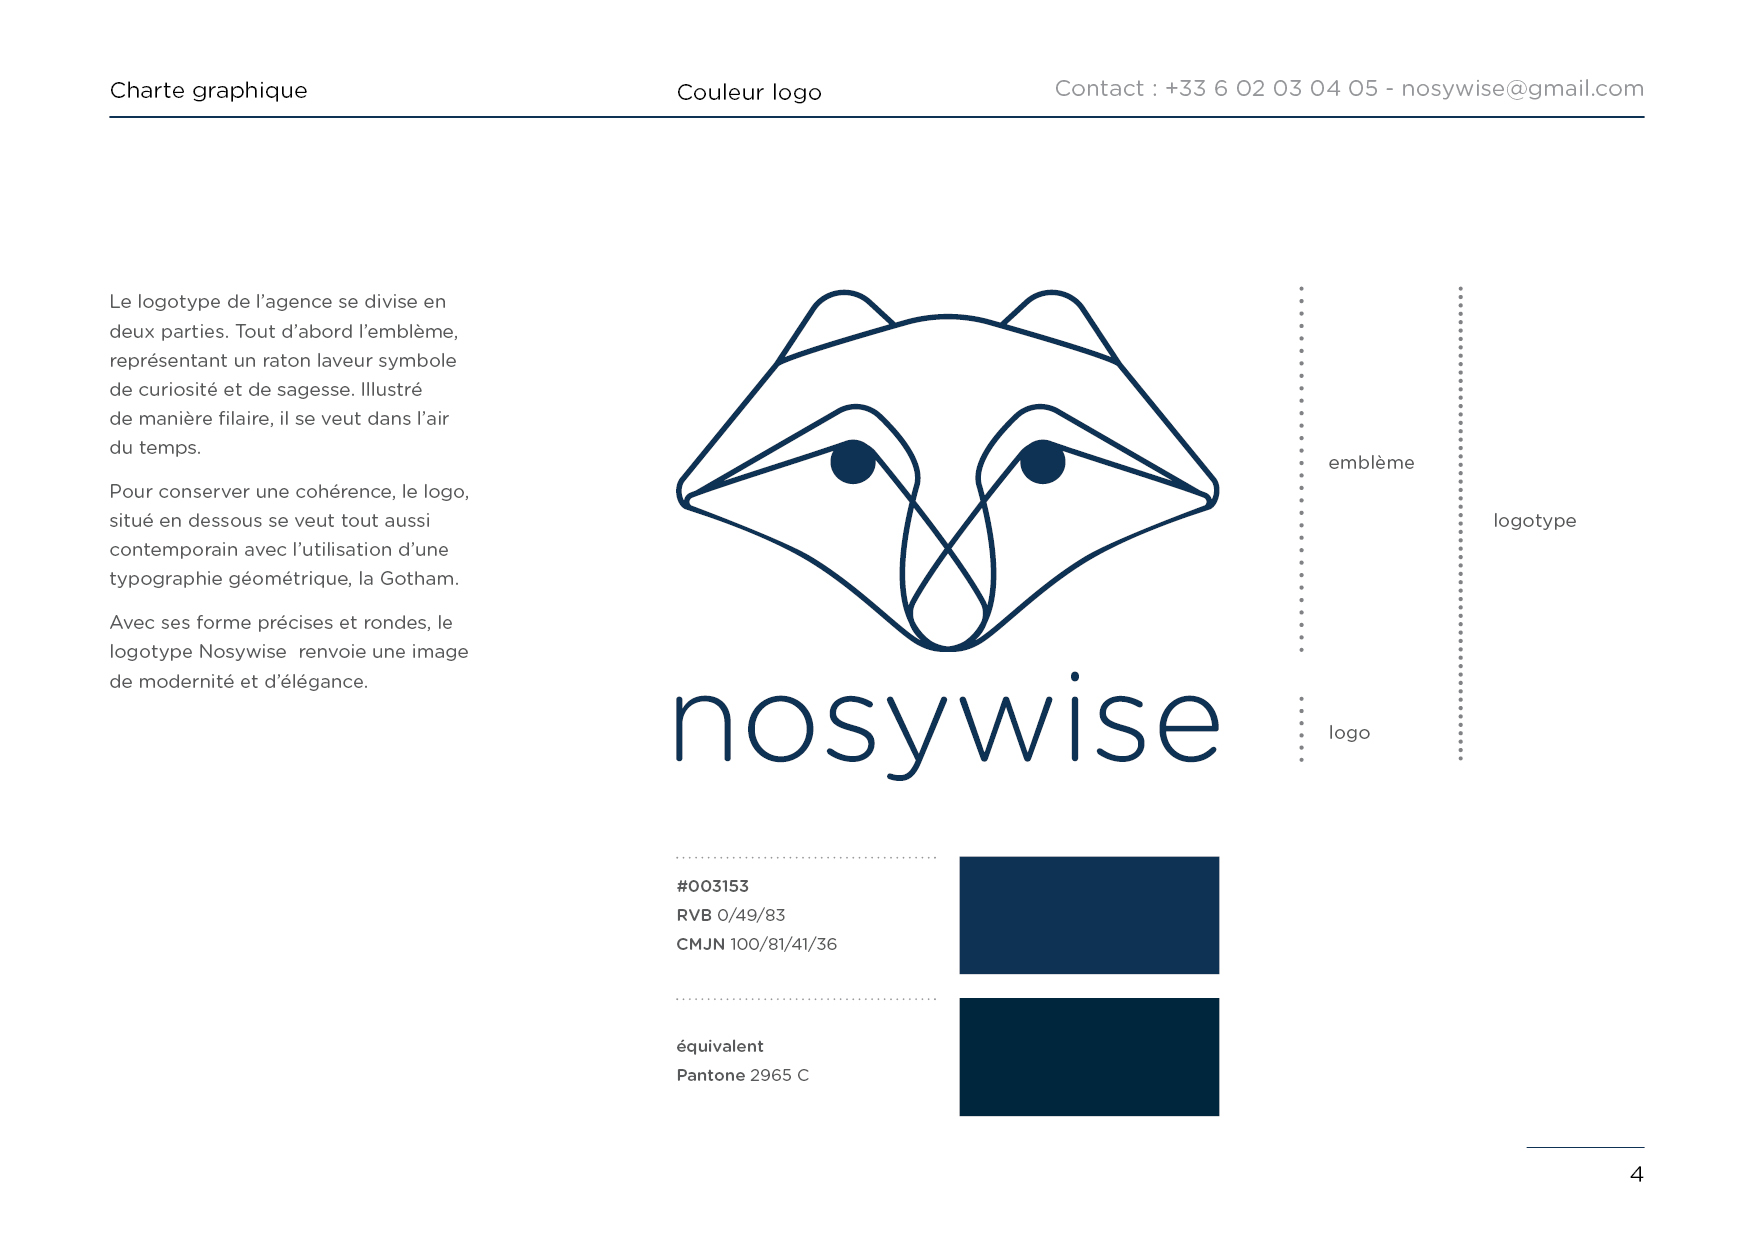 Charte graphique
Couleur logo
Contact : +33 6 02 03 04 05 - nosywise@gmail.com
Le logotype de l’agence se divise en
deux parties. Tout d’abord l’emblème,
représentant un raton laveur symbole
de curiosité et de sagesse. Illustré
de manière filaire, il se veut dans l’air
du temps.
Pour conserver une cohérence, le logo,
situé en dessous se veut tout aussi
contemporain avec l’utilisation d’une
typographie géométrique, la Gotham.
Avec ses forme précises et rondes, le
logotype Nosywise  renvoie une image
de modernité et d’élégance.
emblème
logotype
nosywise
logo
#003153
RVB 0/49/83
CMJN 100/81/41/36
équivalent
Pantone 2965 C
4